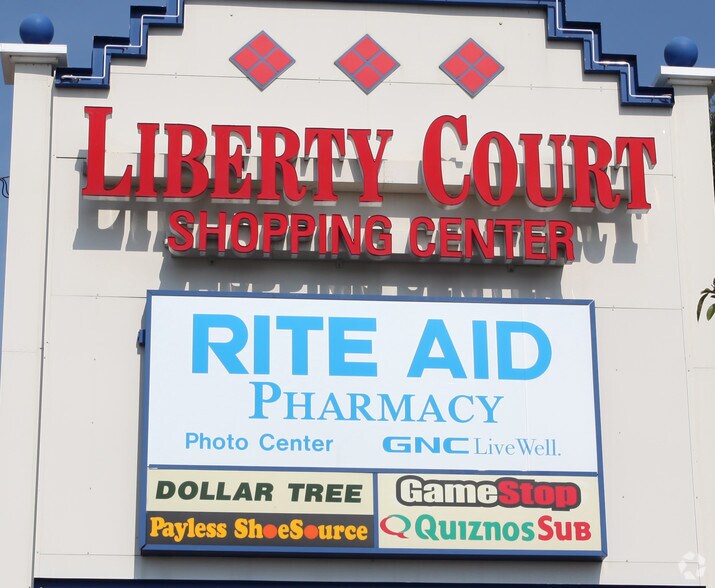 LIBERTY COURT
SHOPPING CENTER
RITE AID
PHARMACY
Photo Center GNC LiveWell.
DOLLAR TREE GameStop
Payless ShoeSource Quiznos Sub